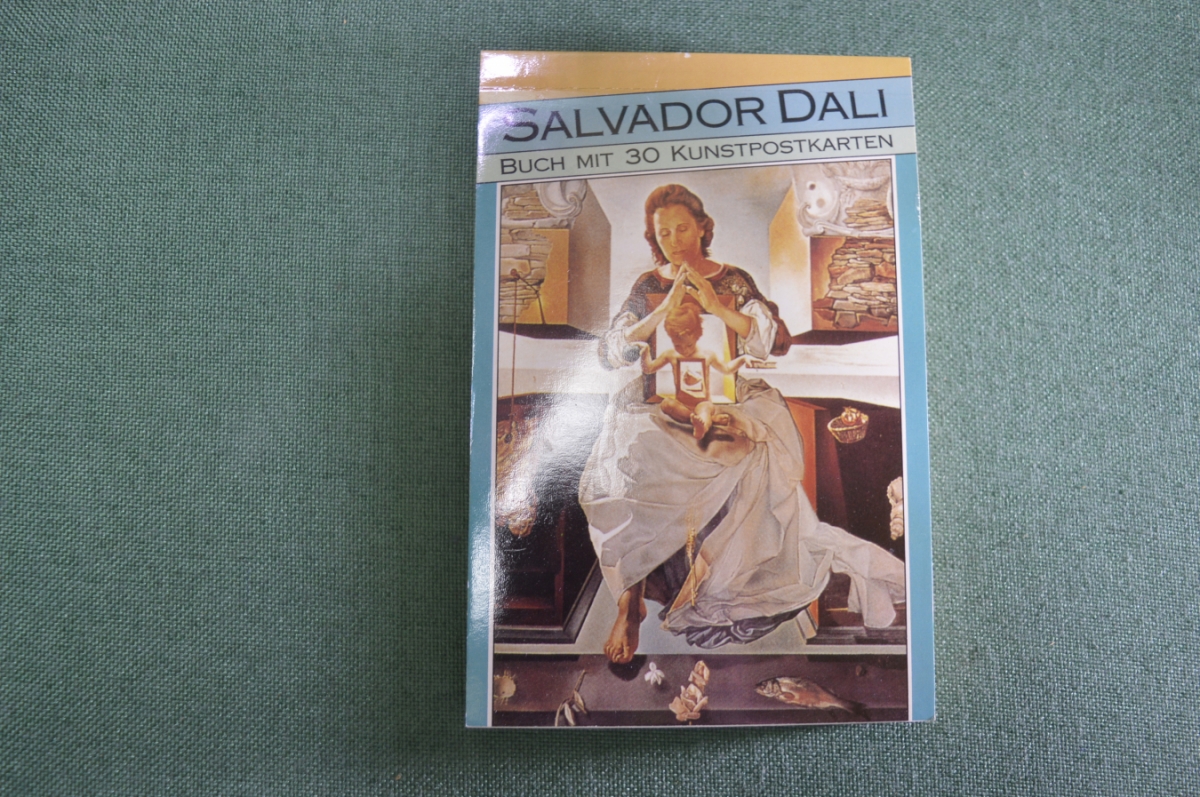 SALVADOR DALI
BUCH MIT 30 KUNSTPOSTKARTEN